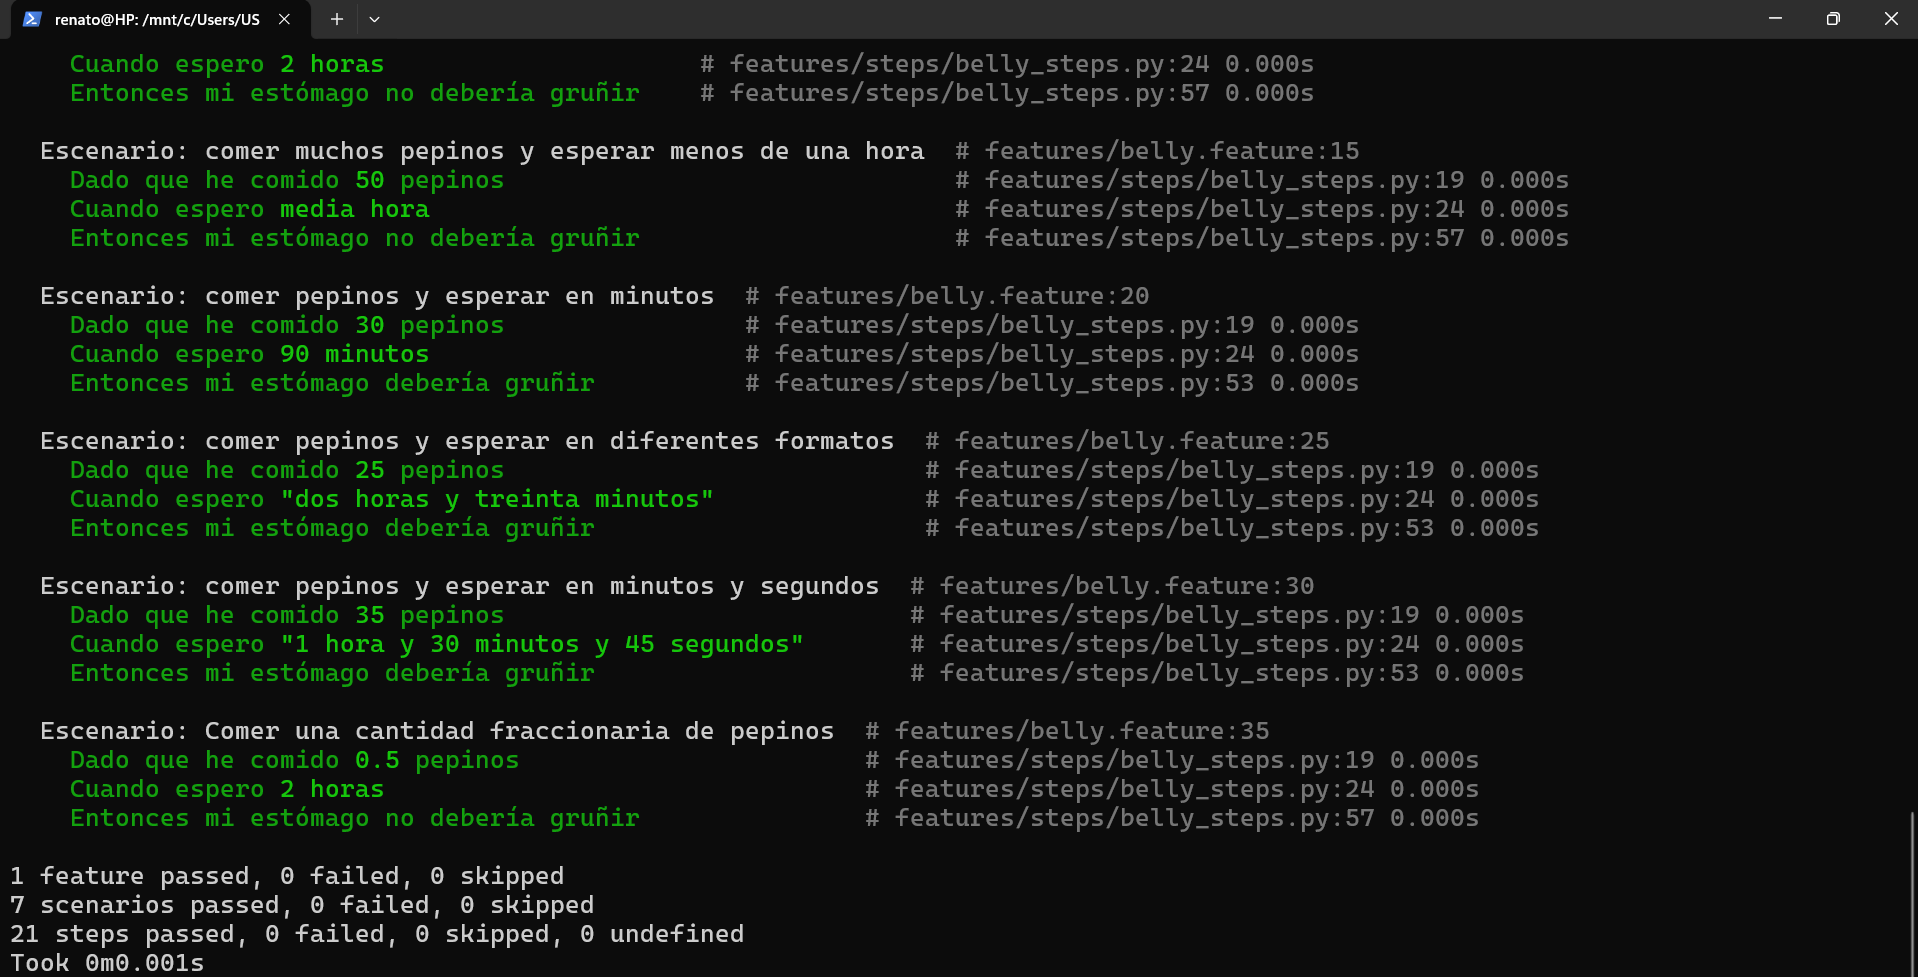 renato@HP: /mnt/c/Users/US
Cuando espero 2 horas # features/steps/belly_steps.py:24 0.000s
Entonces mi estómago no debería gruñir # features/steps/belly_steps.py:57 0.000s
Escenario: comer muchos pepinos y esperar menos de una hora # features/belly.feature:15
Dado que he comido 50 pepinos # features/steps/belly_steps.py:19 0.000s
Cuando espero media hora # features/steps/belly_steps.py:24 0.000s
Entonces mi estómago no debería gruñir # features/steps/belly_steps.py:57 0.000s
Escenario: comer pepinos y esperar en minutos # features/belly.feature:20
Dado que he comido 30 pepinos # features/steps/belly_steps.py:19 0.000s
Cuando espero 90 minutos # features/steps/belly_steps.py:24 0.000s
Entonces mi estómago debería gruñir # features/steps/belly_steps.py:53 0.000s
Escenario: comer pepinos y esperar en diferentes formatos # features/belly.feature:25
Dado que he comido 25 pepinos # features/steps/belly_steps.py:19 0.000s
Cuando espero "dos horas y treinta minutos" # features/steps/belly_steps.py:24 0.000s
Entonces mi estómago debería gruñir # features/steps/belly_steps.py:53 0.000s
Escenario: comer pepinos y esperar en minutos y segundos # features/belly.feature:30
Dado que he comido 35 pepinos # features/steps/belly_steps.py:19 0.000s
Cuando espero "1 hora y 30 minutos y 45 segundos" # features/steps/belly_steps.py:24 0.000s
Entonces mi estómago debería gruñir # features/steps/belly_steps.py:53 0.000s
Escenario: Comer una cantidad fraccionaria de pepinos # features/belly.feature:35
Dado que he comido 0.5 pepinos # features/steps/belly_steps.py:19 0.000s
Cuando espero 2 horas # features/steps/belly_steps.py:24 0.000s
Entonces mi estómago no debería gruñir # features/steps/belly_steps.py:57 0.000s
1 feature passed, 0 failed, 0 skipped
7 scenarios passed, 0 failed, 0 skipped
21 steps passed, 0 failed, 0 skipped, 0 undefined
Took 0m0.001s